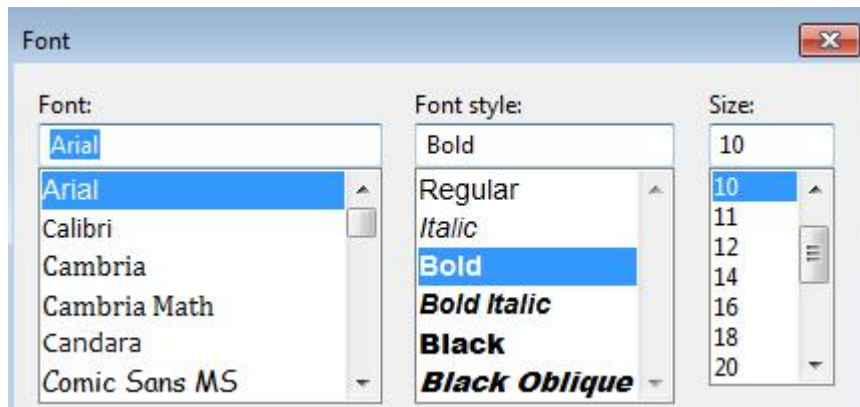 Font
Font:
Arial
Arial
Calibri
Cambria
Cambria Math
Candara
Comic Sans MS
Font style:
Bold
Regular
Italic
Bold
Bold Italic
Black
Black Oblique
Size:
10
10
11
12
14
16
18
20